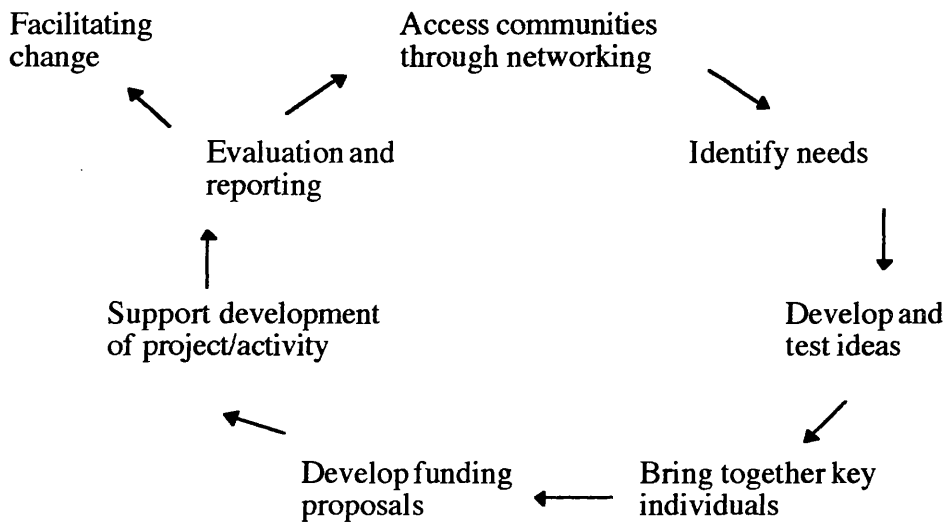 Facilitating
change
Access communities
through networking
Evaluation and
reporting
Identify needs
Support development
of project/activity
Develop and
test ideas
Develop funding
proposals
Bring together key
individuals